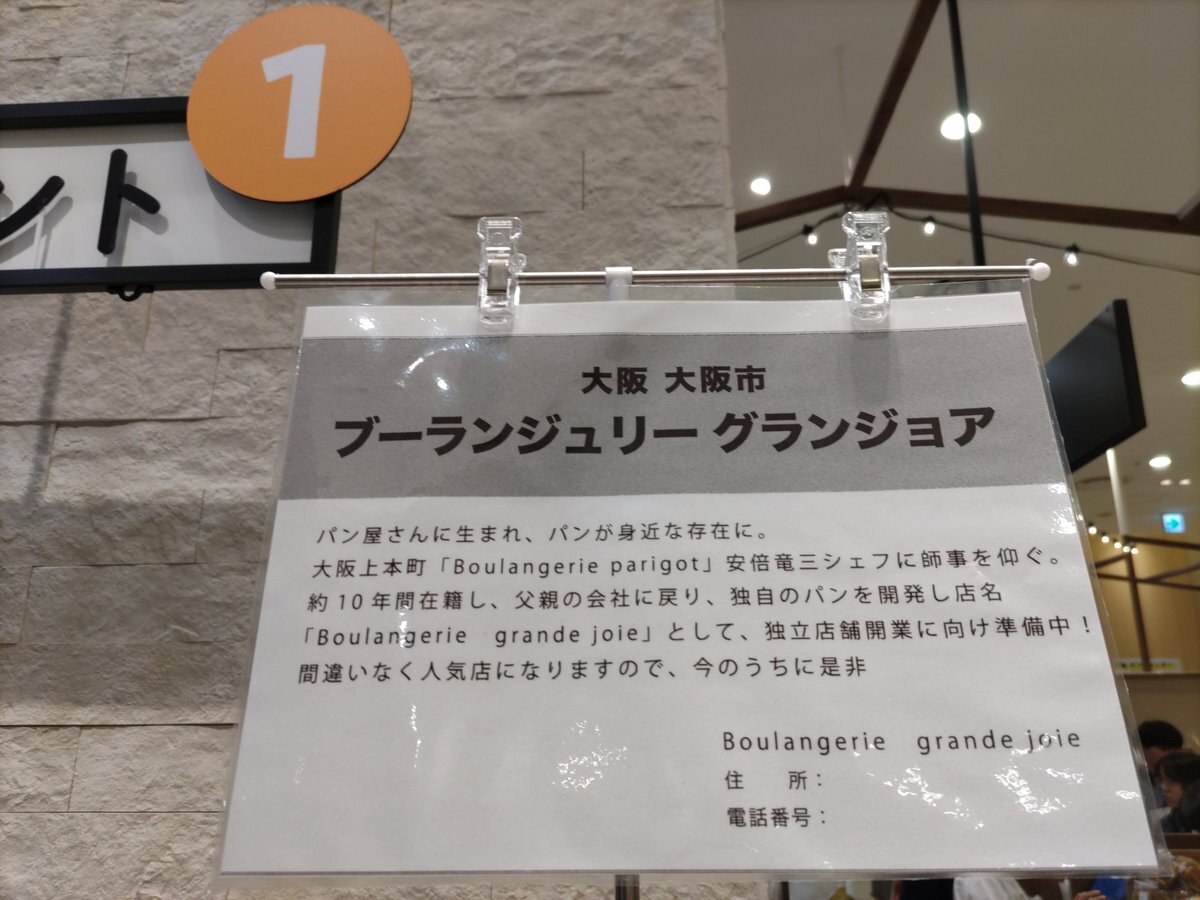 1
ント
大阪 大阪市
ブーランジュリー グランジョア
パン屋さんに生まれ、パンが身近な存在に。
大阪上本町「Boulangerie parigot」安倍竜三シェフに師事を仰ぐ。
約10年間在籍し、父親の会社に戻り、独自のパンを開発し店名
「Boulangerie　grande joie」として、独立店舗開業に向け準備中！
間違いなく人気店になりますので、今のうちに是非
Boulangerie　grande joie
住　　所：
電話番号：